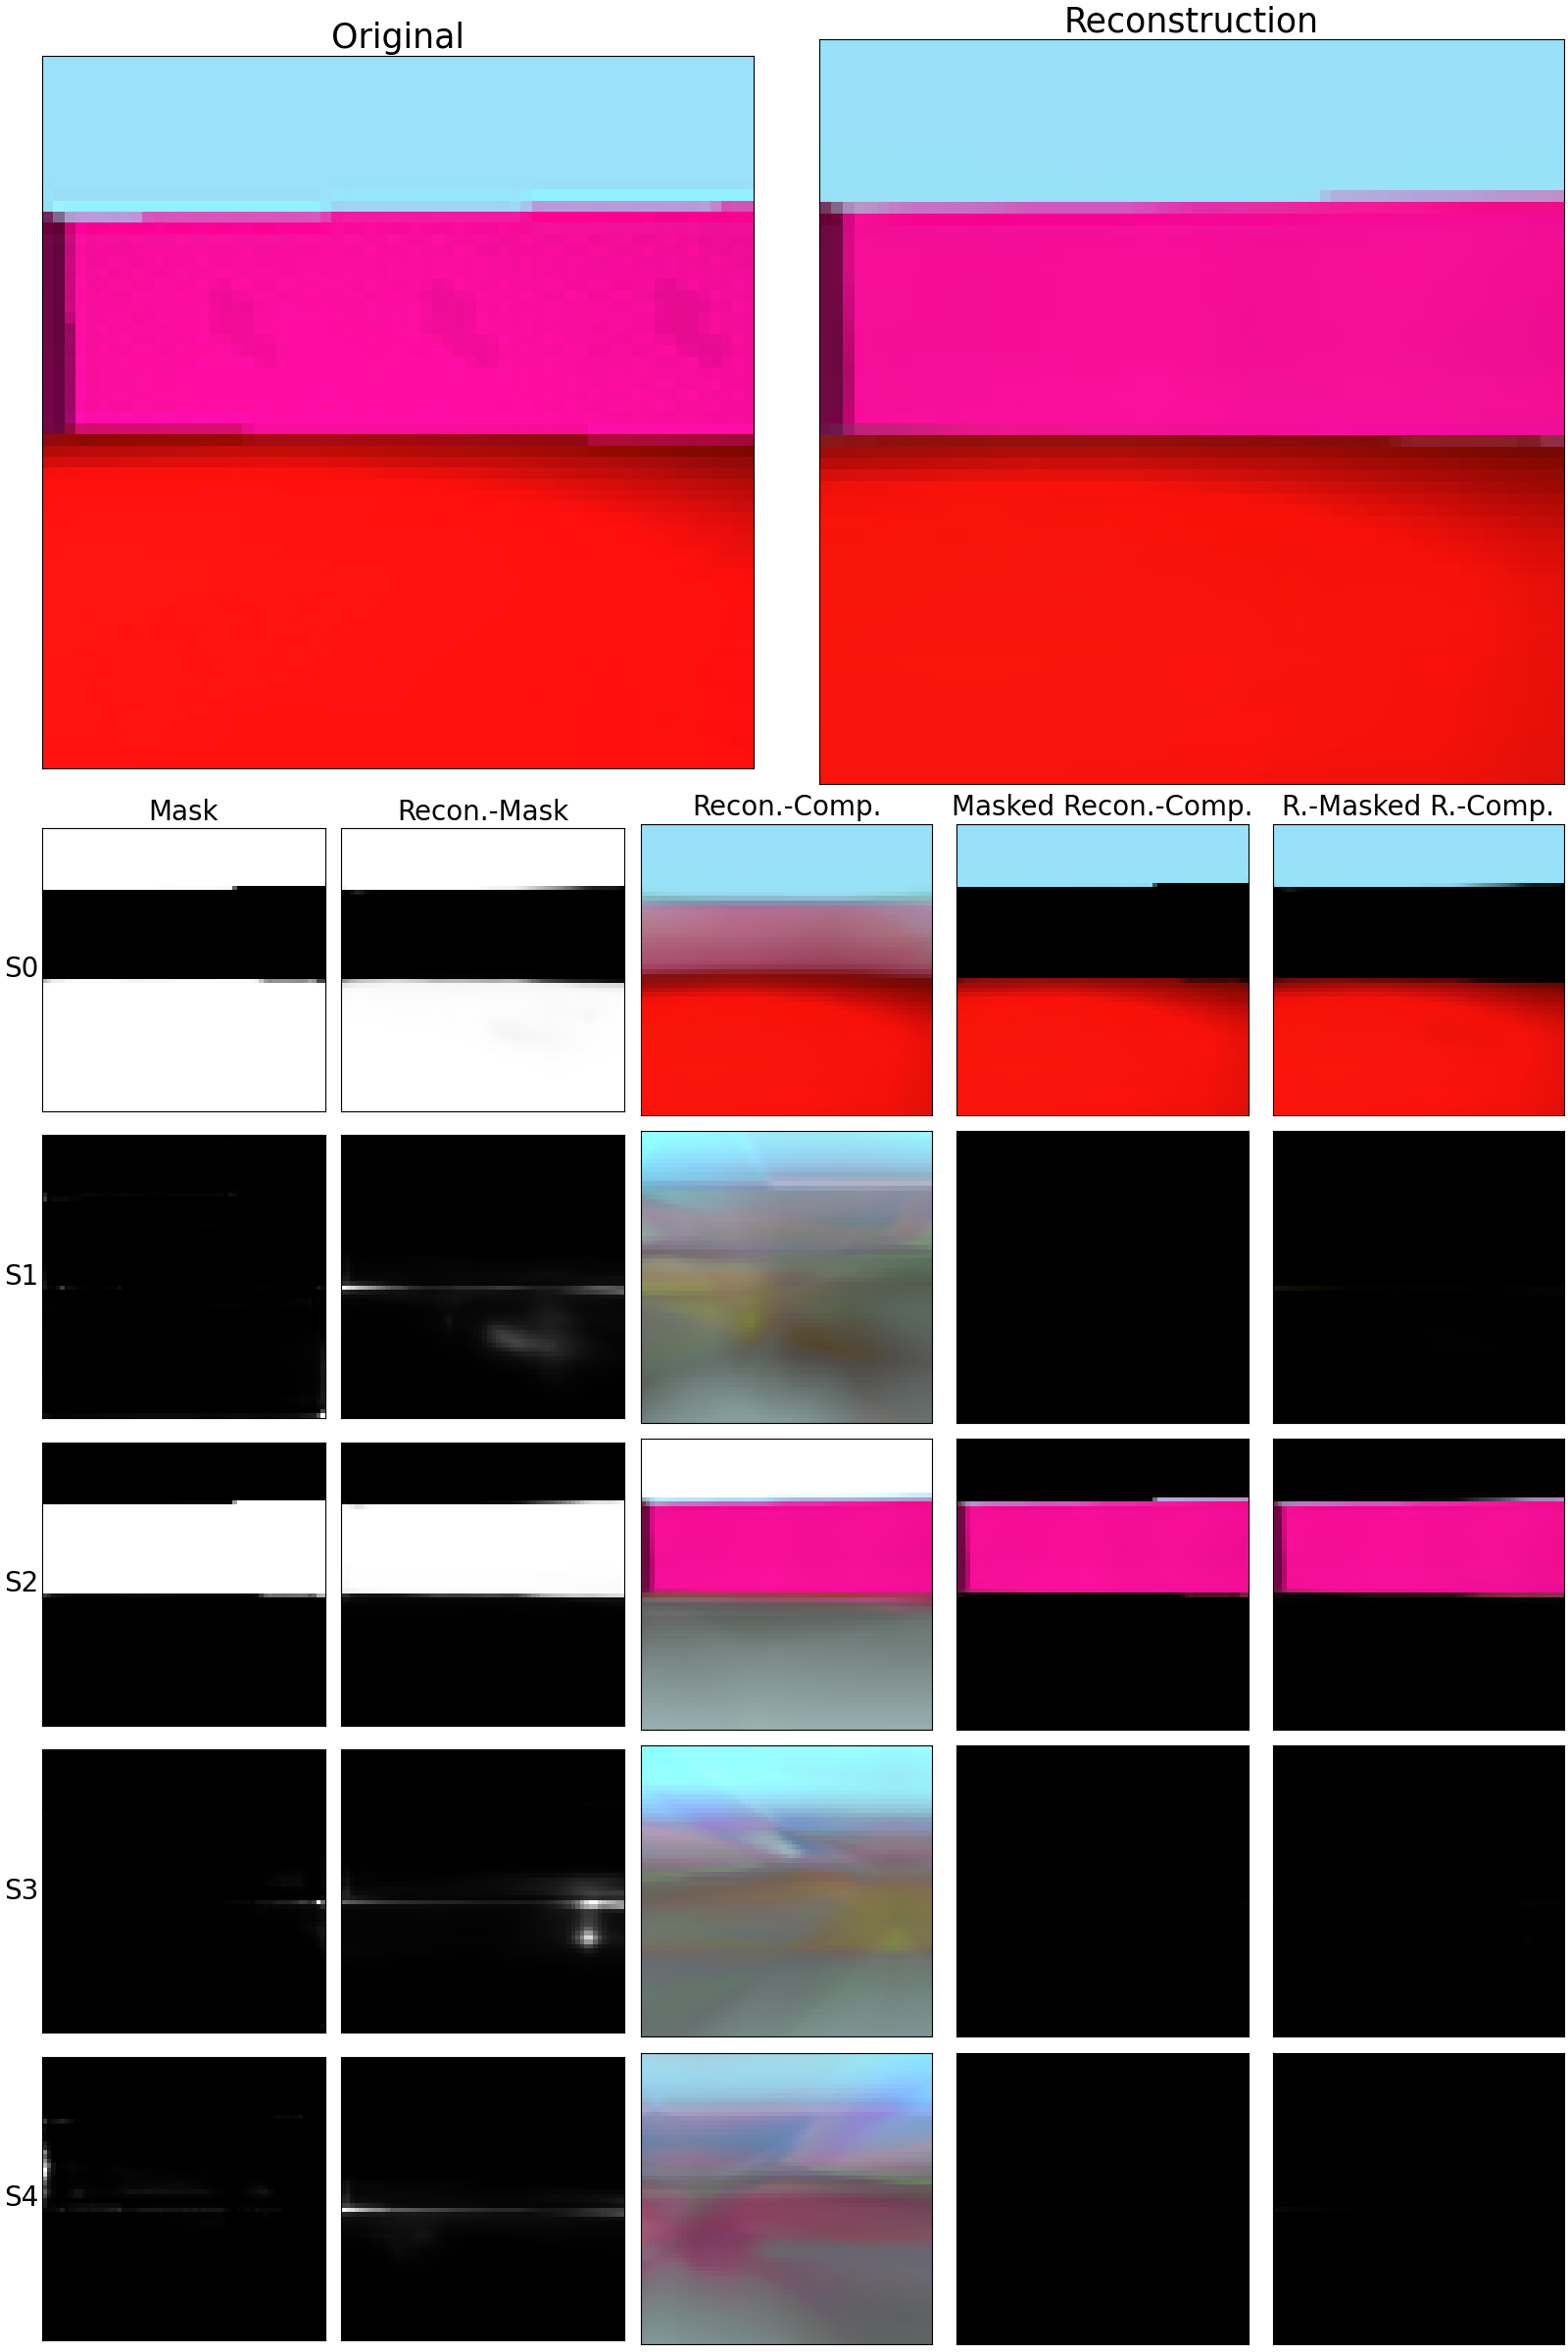 Original
Reconstruction
Mask
Recon.-Mask
Recon.-Comp.
Masked Recon.-Comp.
R.-Masked R.-Comp.
S0
S1
S2
S3
S4